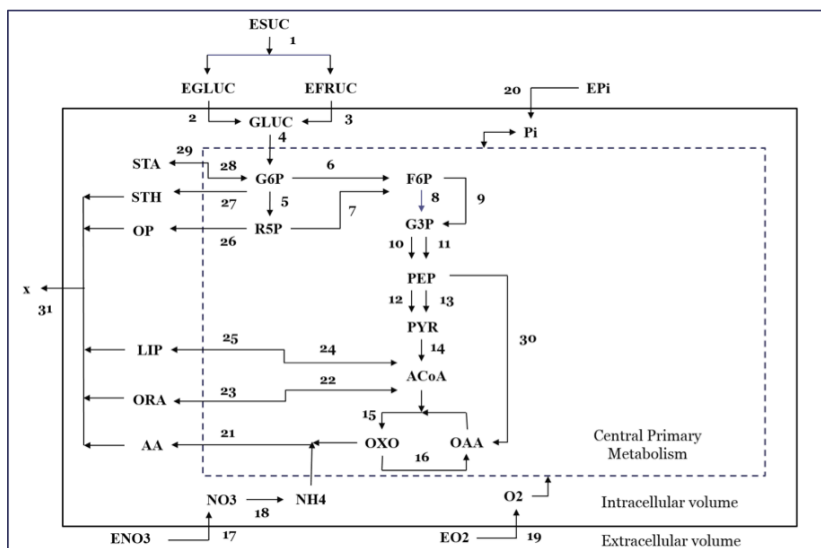 ESUC
1
EGLUC EFRUC
20 EPi
2 GLUC 3
4 Pi
29
STA 28 6
G6P F6P
STH 27 5 7 8 9
OP 26 R5P G3P
10 11
x PEP
31 12 13
PYR
25 24 14 30
LIP
ACoA
23 22
ORA
15
21 OXO OAA Central Primary
AA 16 Metabolism
NO3 NH4 O2 Intracellular volume
18
ENO3 17 EO2 19 Extracellular volume